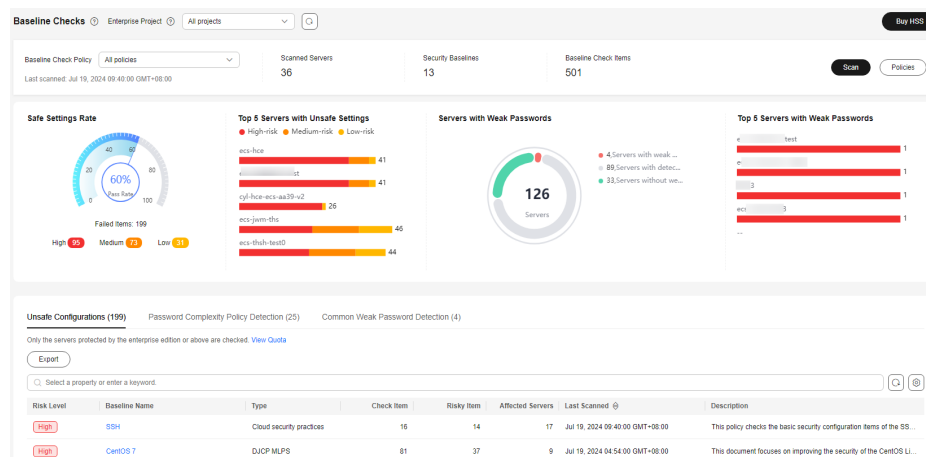 Baseline Checks ? Enterprise Project ? All projects
Buy HSS
Baseline Check Policy All policies
Last scanned: Jul 19, 2024 09:40:00 GMT+08:00
Scanned Servers
36
Security Baselines
13
Baseline Check Items
501
Scan Policies
Safe Settings Rate
0 20 40 60 80 100
60%
Pass Rate
Failed Items: 199
High 95 Medium 73 Low 31
Top 5 Servers with Unsafe Settings
High-risk Medium-risk Low-risk
ecs-hce
41
41
cyl-hce-ecs-aa39-v2
26
ecs-jwm-ths
46
ecs-thsh-test0
44
Servers with Weak Passwords
126
Servers
4,Servers with weak ...
89,Servers with detec...
33,Servers without we...
Top 5 Servers with Weak Passwords
test
1
1
3
1
1
...
Unsafe Configurations (199) Password Complexity Policy Detection (25) Common Weak Password Detection (4)
Only the servers protected by the enterprise edition or above are checked. View Quota
Export
Select a property or enter a keyword.
Risk Level Baseline Name Type Check Item Risky Item Affected Servers Last Scanned Description
High SSH Cloud security practices 16 14 17 Jul 19, 2024 09:40:00 GMT+08:00 This policy checks the basic security configuration items of the SS...
High CentOS 7 DJCP MLPS 81 37 9 Jul 19, 2024 04:54:00 GMT+08:00 This document focuses on improving the security of the CentOS Li...